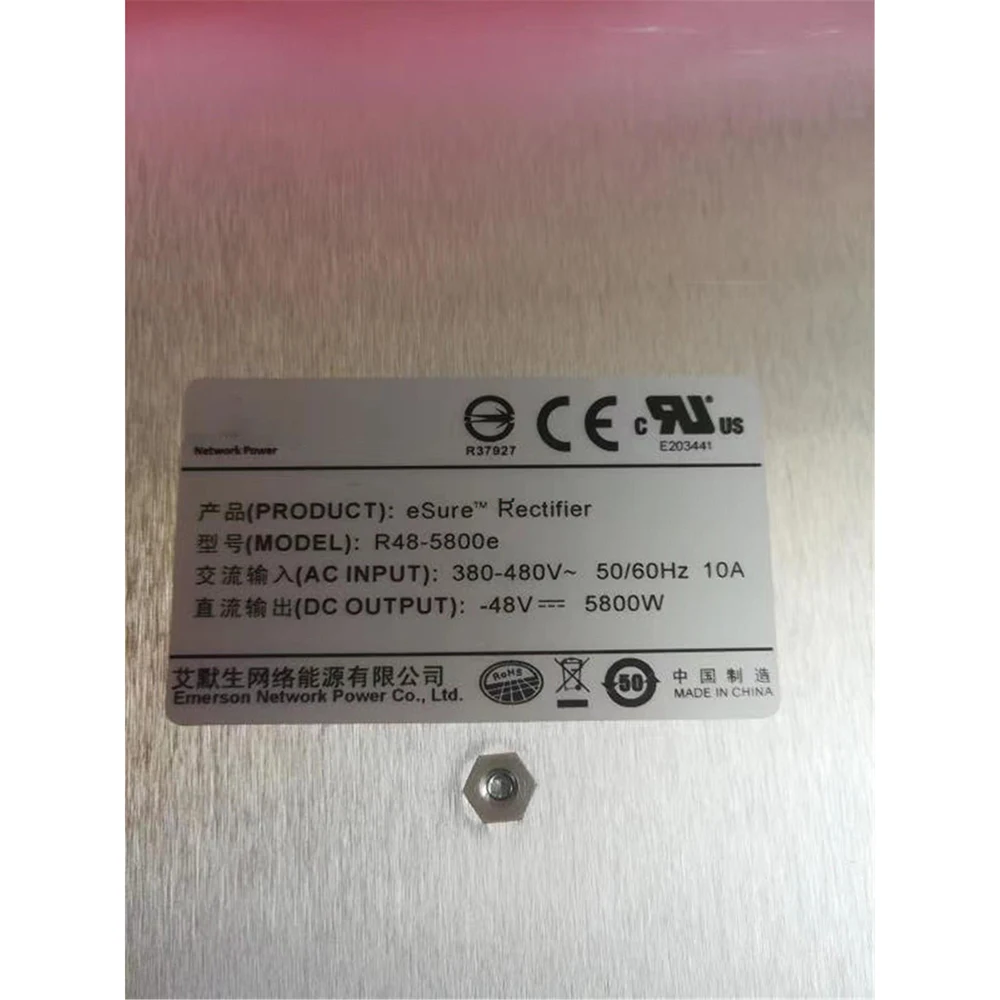 Network Power
R37927
CE
c RU US
E203441
产品(PRODUCT): eSure™ Rectifier
型号(MODEL): R48-5800e
交流输入(AC INPUT): 380-480V~ 50/60Hz 10A
直流输出(DC OUTPUT): -48V⎓ 5800W
艾默生网络能源有限公司
Emerson Network Power Co., Ltd.
RoHS
50
中国制造
MADE IN CHINA